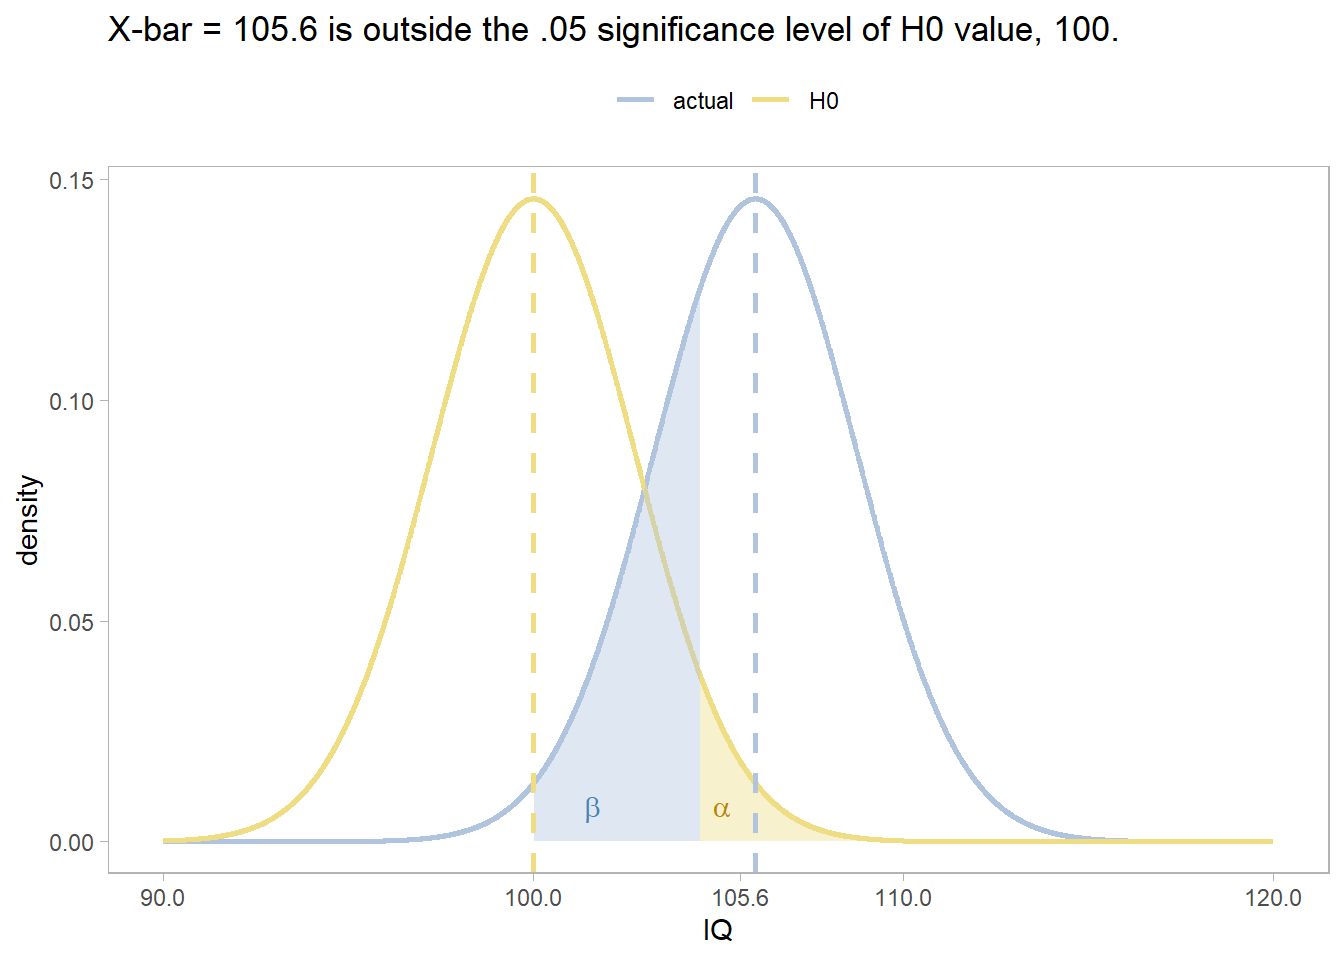 X-bar = 105.6 is outside the .05 significance level of H0 value, 100.
actual H0
0.15
0.10
0.05
0.00
density
β α
90.0 100.0 105.6 110.0 120.0
IQ